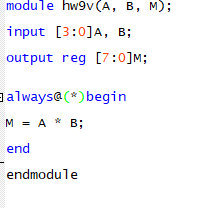 module hw9v(A, B, M);
input [3:0]A, B;
output reg [7:0]M;
always@(*)begin
M = A * B;
end
endmodule